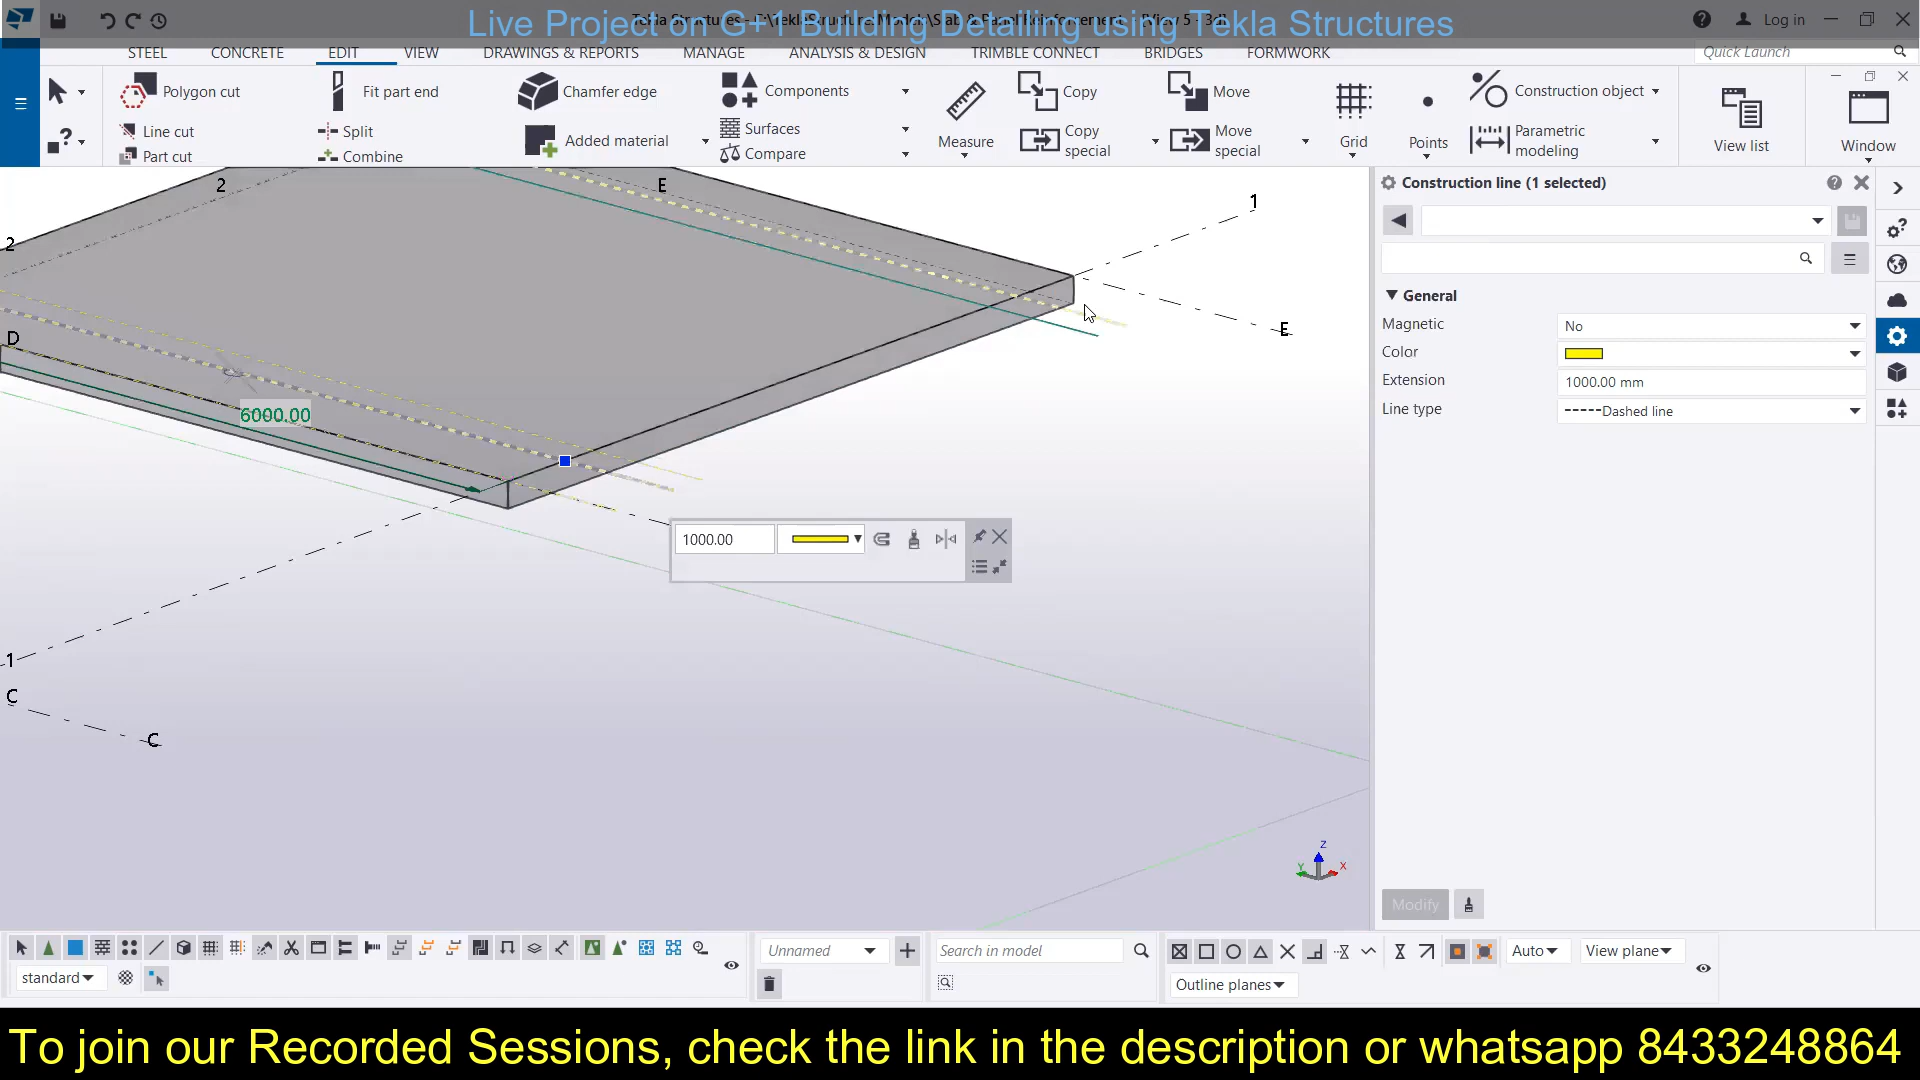 Live Project on G+1 Building Detailling using Tekla Structures
Log in
STEEL CONCRETE EDIT VIEW DRAWINGS & REPORTS MANAGE ANALYSIS & DESIGN TRIMBLE CONNECT BRIDGES FORMWORK
Quick Launch
Polygon cut
Line cut
Part cut
Fit part end
Split
Combine
Chamfer edge
Added material
Components
Surfaces
Compare
Measure
Copy
Copy special
Move
Move special
Grid
Points
Construction object
Parametric modeling
View list
Window
2
E
1
2
D
E
6000.00
1000.00
1
C
C
Z
Y
X
Construction line (1 selected)
General
Magnetic No
Color
Extension 1000.00 mm
Line type Dashed line
Modify
Unnamed
Search in model
Auto
View plane
standard
Outline planes
To join our Recorded Sessions, check the link in the description or whatsapp 8433248864